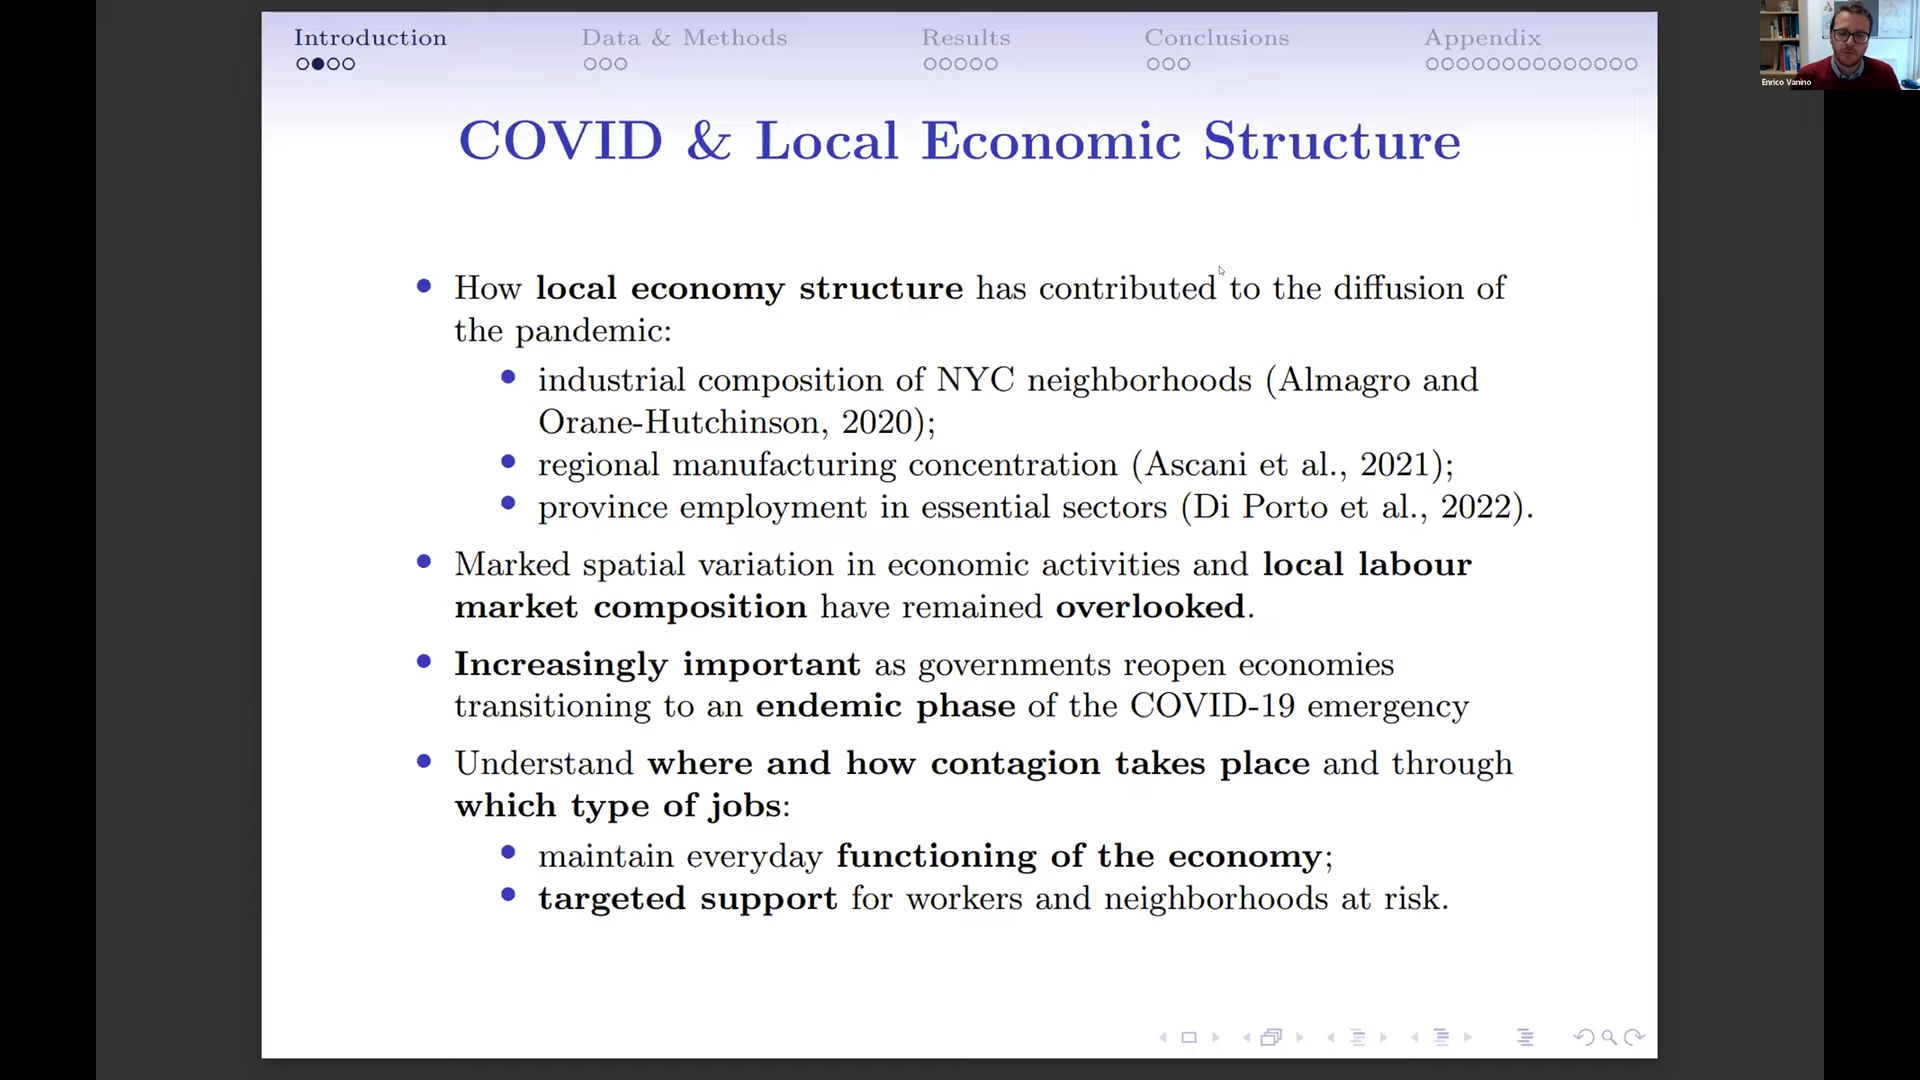 Introduction Data & Methods Results Conclusions Appendix
Enrico Vanino
COVID & Local Economic Structure
How local economy structure has contributed to the diffusion of
the pandemic:
industrial composition of NYC neighborhoods (Almagro and
Orane-Hutchinson, 2020);
regional manufacturing concentration (Ascani et al., 2021);
province employment in essential sectors (Di Porto et al., 2022).
Marked spatial variation in economic activities and local labour
market composition have remained overlooked.
Increasingly important as governments reopen economies
transitioning to an endemic phase of the COVID-19 emergency
Understand where and how contagion takes place and through
which type of jobs:
maintain everyday functioning of the economy;
targeted support for workers and neighborhoods at risk.